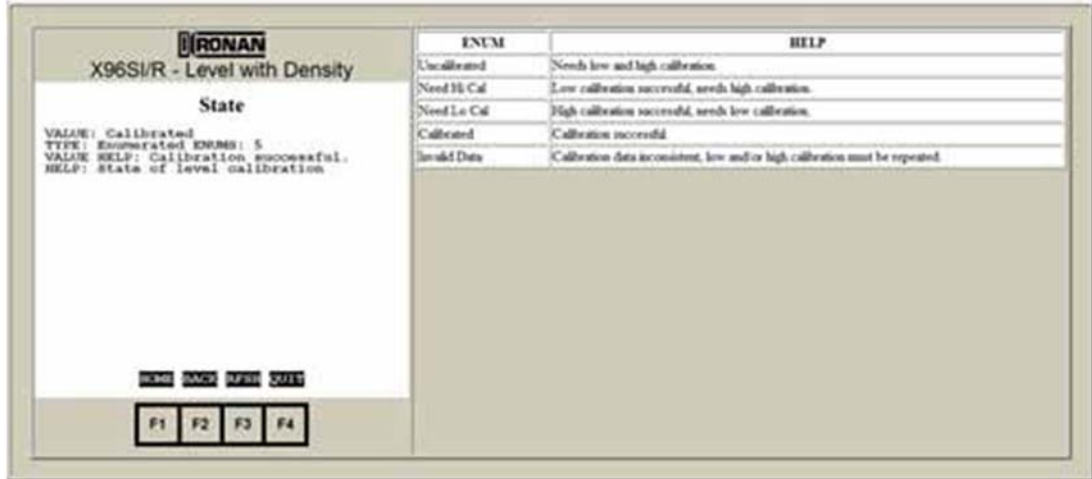 RONAN
X96SI/R - Level with Density
State
VALUE: Calibrated
TYPE: Enumerated ENUMS: 5
VALUE HELP: Calibration successful.
HELP: State of level calibration
HOME BACK RFSH QUIT
F1 F2 F3 F4
ENUM HELP
Uncalibrated Needs low and high calibration.
Need Hi Cal Low calibration successful, needs high calibration.
Need Lo Cal High calibration successful, needs low calibration.
Calibrated Calibration successful.
Invalid Data Calibration data inconsistent, low and/or high calibration must be repeated.